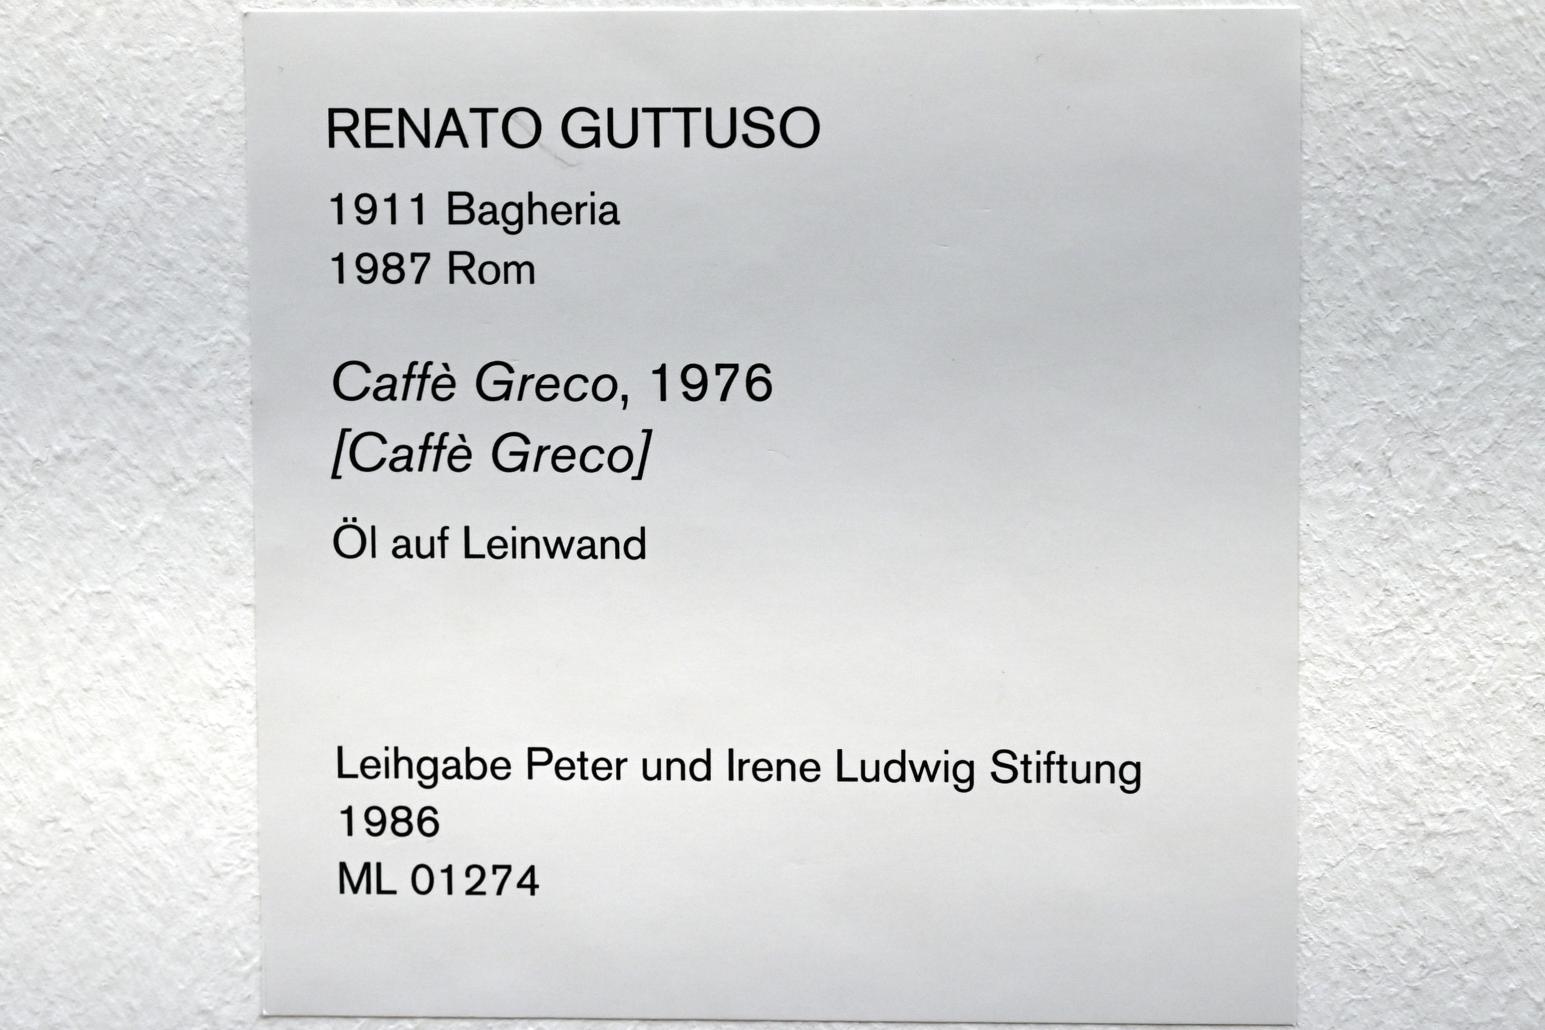 RENATO GUTTUSO
1911 Bagheria
1987 Rom
Caffè Greco, 1976
[Caffè Greco]
Öl auf Leinwand
Leihgabe Peter und Irene Ludwig Stiftung
1986
ML 01274